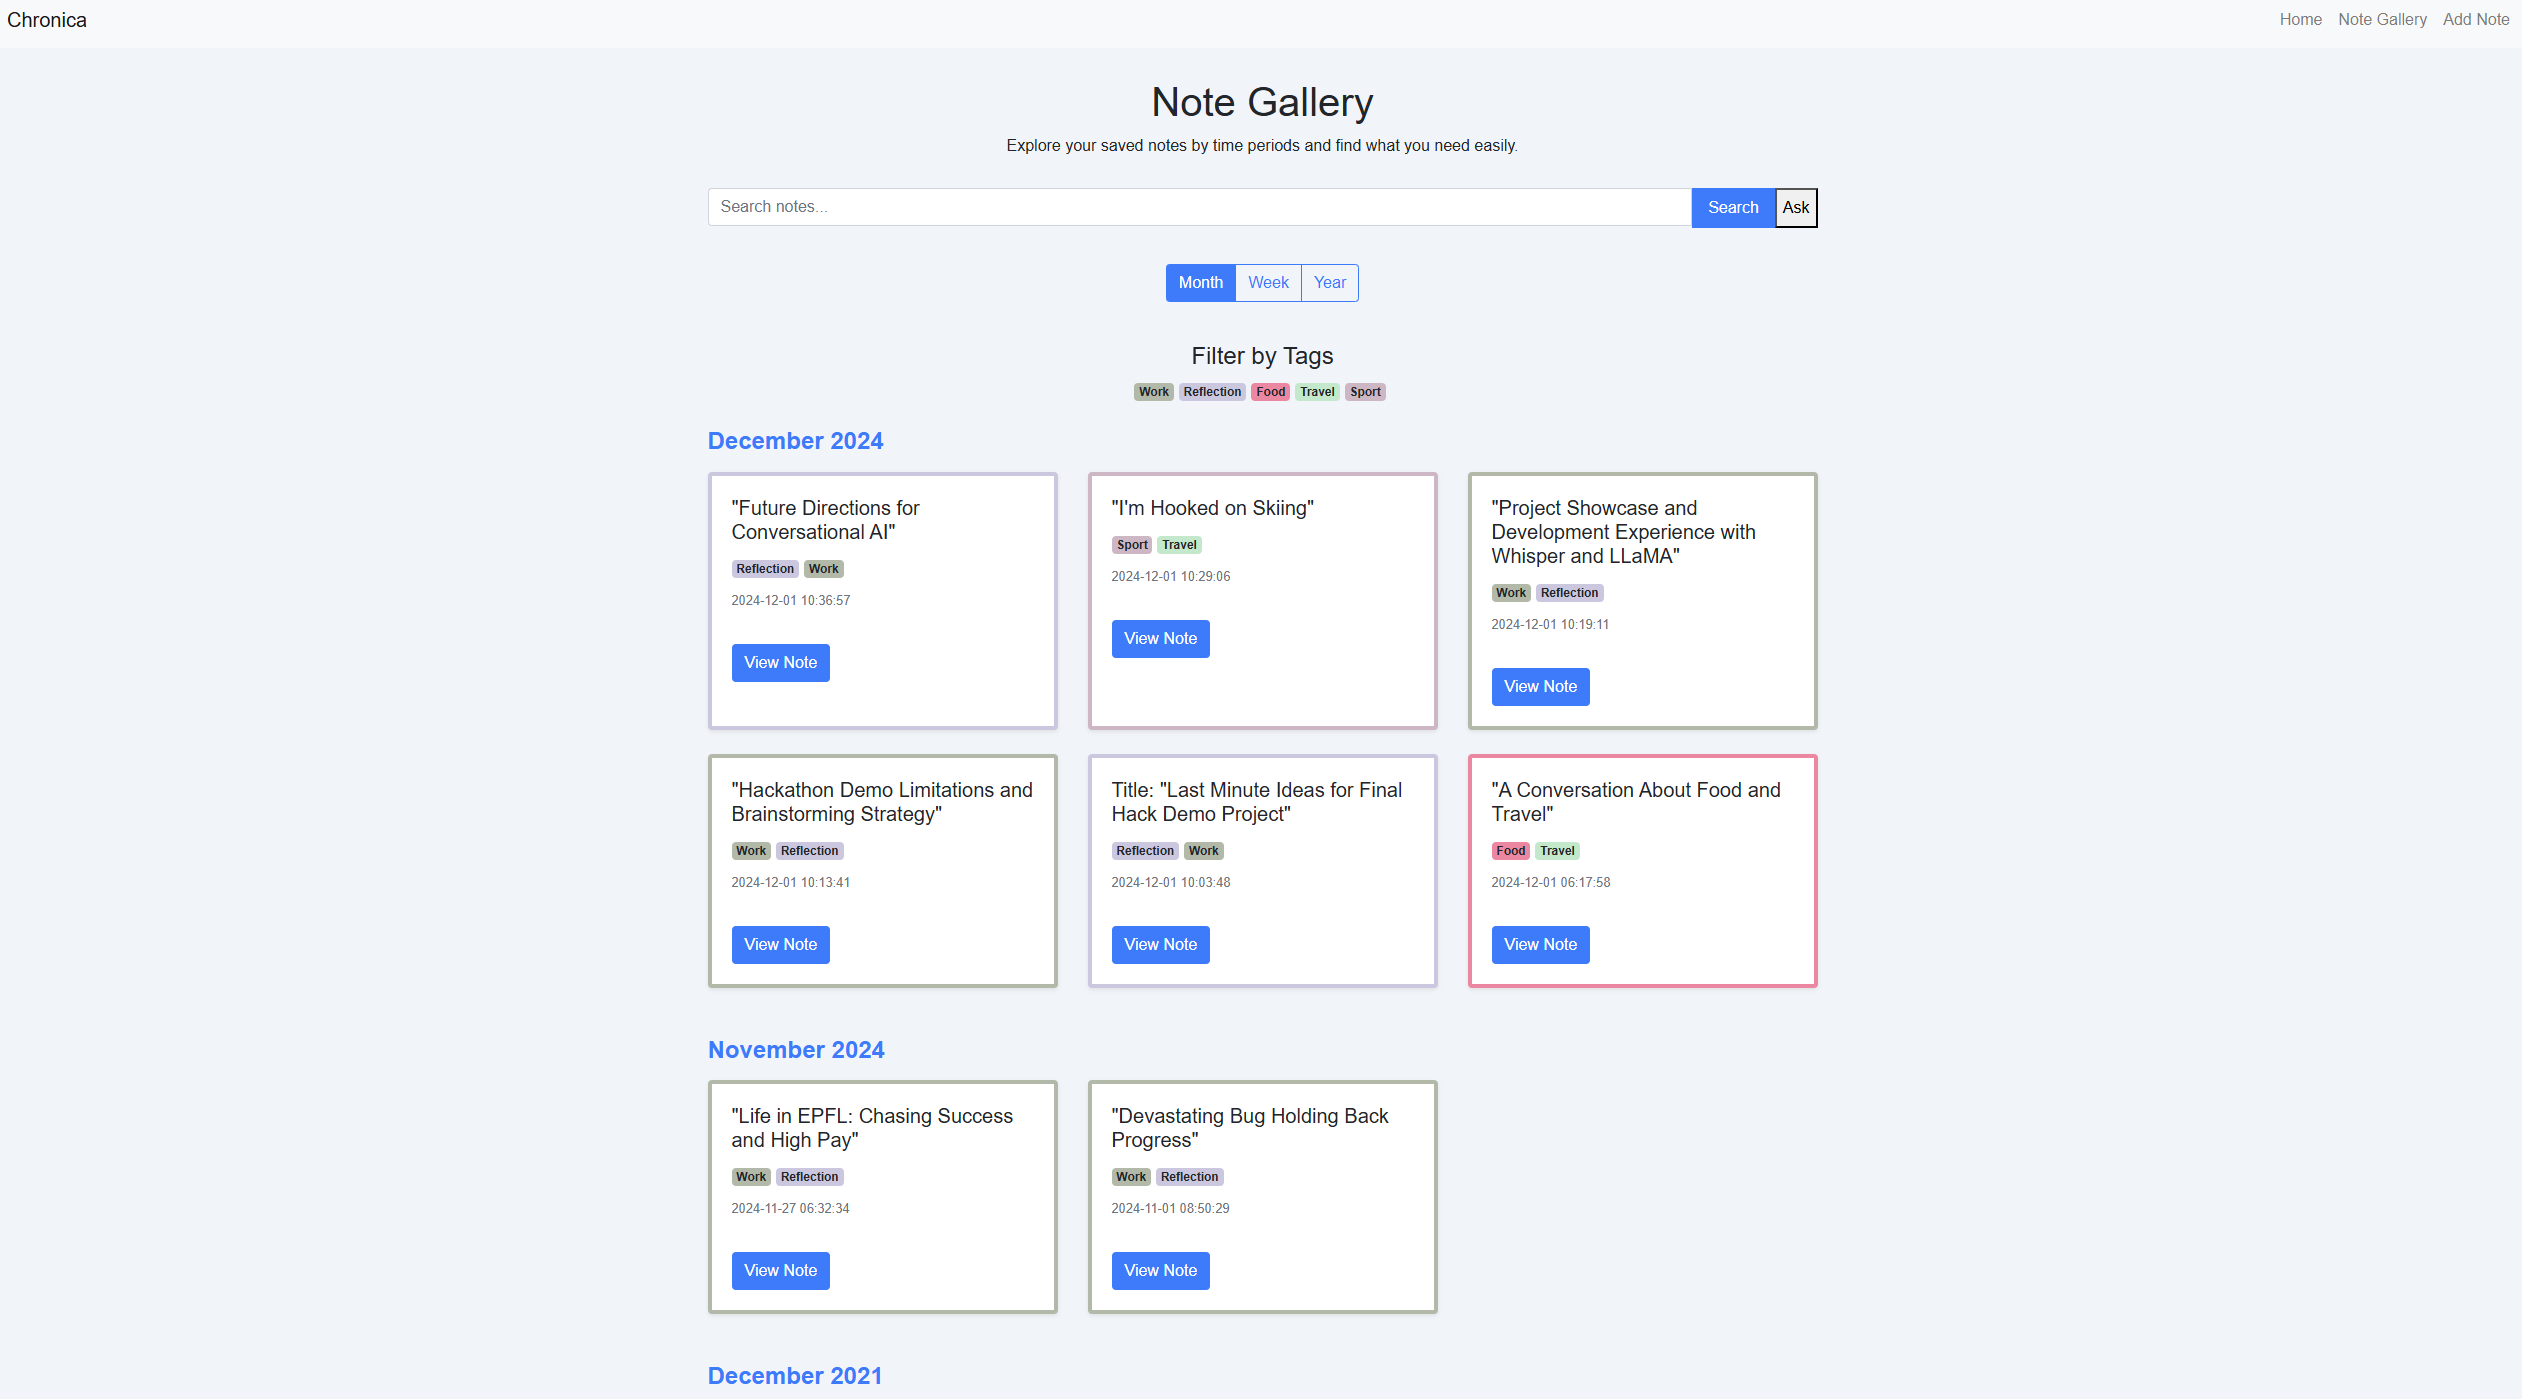 Chronica
Home Note Gallery Add Note
Note Gallery
Explore your saved notes by time periods and find what you need easily.
Search notes... Search Ask
Month Week Year
Filter by Tags
Work Reflection Food Travel Sport
December 2024
"Future Directions for
Conversational AI"
Reflection Work
2024-12-01 10:36:57
View Note
"I'm Hooked on Skiing"
Sport Travel
2024-12-01 10:29:06
View Note
"Project Showcase and
Development Experience with
Whisper and LLaMA"
Work Reflection
2024-12-01 10:19:11
View Note
"Hackathon Demo Limitations and
Brainstorming Strategy"
Work Reflection
2024-12-01 10:13:41
View Note
Title: "Last Minute Ideas for Final
Hack Demo Project"
Reflection Work
2024-12-01 10:03:48
View Note
"A Conversation About Food and
Travel"
Food Travel
2024-12-01 06:17:58
View Note
November 2024
"Life in EPFL: Chasing Success
and High Pay"
Work Reflection
2024-11-27 06:32:34
View Note
"Devastating Bug Holding Back
Progress"
Work Reflection
2024-11-01 08:50:29
View Note
December 2021